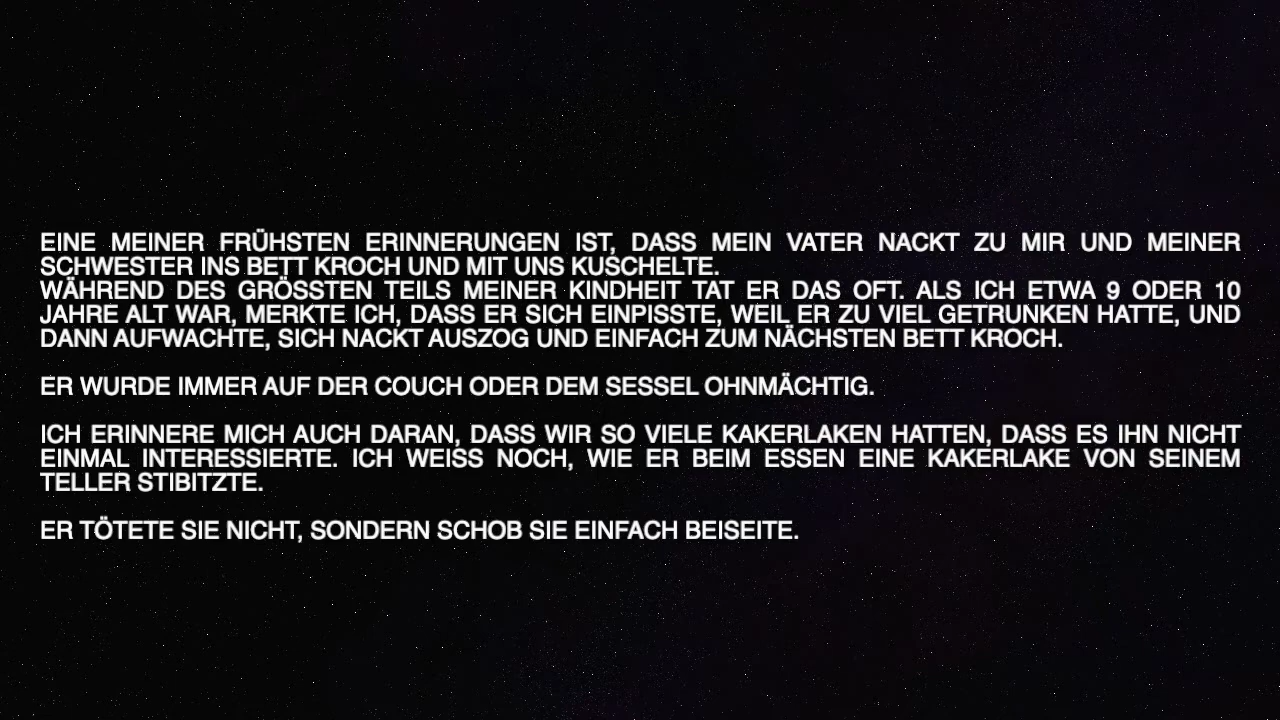 EINE MEINER FRÜHSTEN ERINNERUNGEN IST, DASS MEIN VATER NACKT ZU MIR UND MEINER
SCHWESTER INS BETT KROCH UND MIT UNS KUSCHELTE.
WÄHREND DES GRÖSSTEN TEILS MEINER KINDHEIT TAT ER DAS OFT. ALS ICH ETWA 9 ODER 10
JAHRE ALT WAR, MERKTE ICH, DASS ER SICH EINPISSTE, WEIL ER ZU VIEL GETRUNKEN HATTE, UND
DANN AUFWACHTE, SICH NACKT AUSZOG UND EINFACH ZUM NÄCHSTEN BETT KROCH.
ER WURDE IMMER AUF DER COUCH ODER DEM SESSEL OHNMÄCHTIG.
ICH ERINNERE MICH AUCH DARAN, DASS WIR SO VIELE KAKERLAKEN HATTEN, DASS ES IHN NICHT
EINMAL INTERESSIERTE. ICH WEISS NOCH, WIE ER BEIM ESSEN EINE KAKERLAKE VON SEINEM
TELLER STIBITZTE.
ER TÖTETE SIE NICHT, SONDERN SCHOB SIE EINFACH BEISEITE.